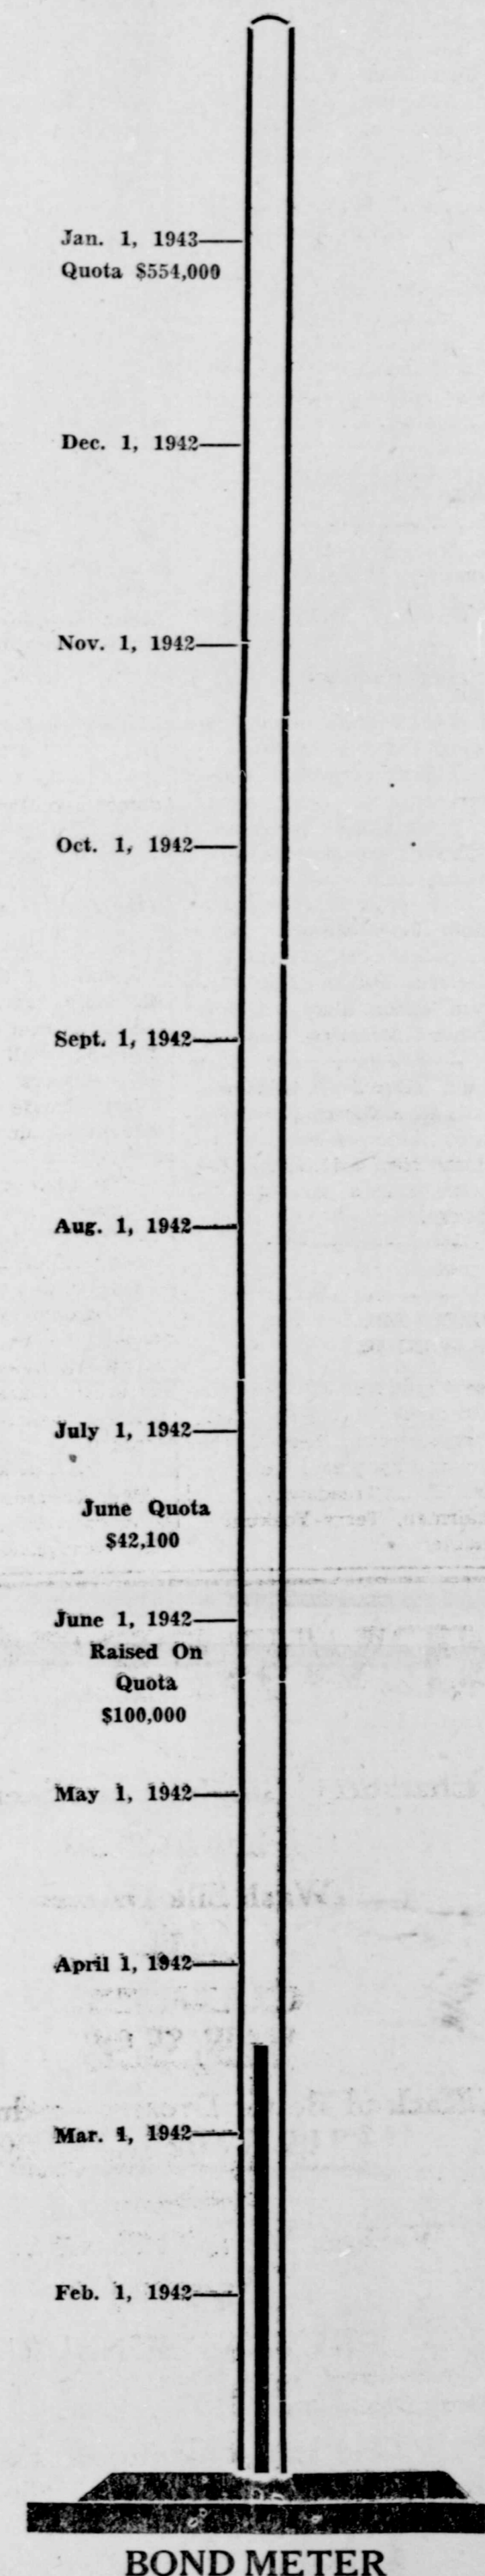 Jan. 1, 1943
Quota $554,000
Dec. 1, 1942
Nov. 1, 1942
Oct. 1, 1942
Sept. 1, 1942
Aug. 1, 1942
July 1, 1942
June Quota
$42,100
June 1, 1942
Raised On
Quota
$100,000
May 1, 1942
April 1, 1942
Mar. 1, 1942
Feb. 1, 1942
BOND METER